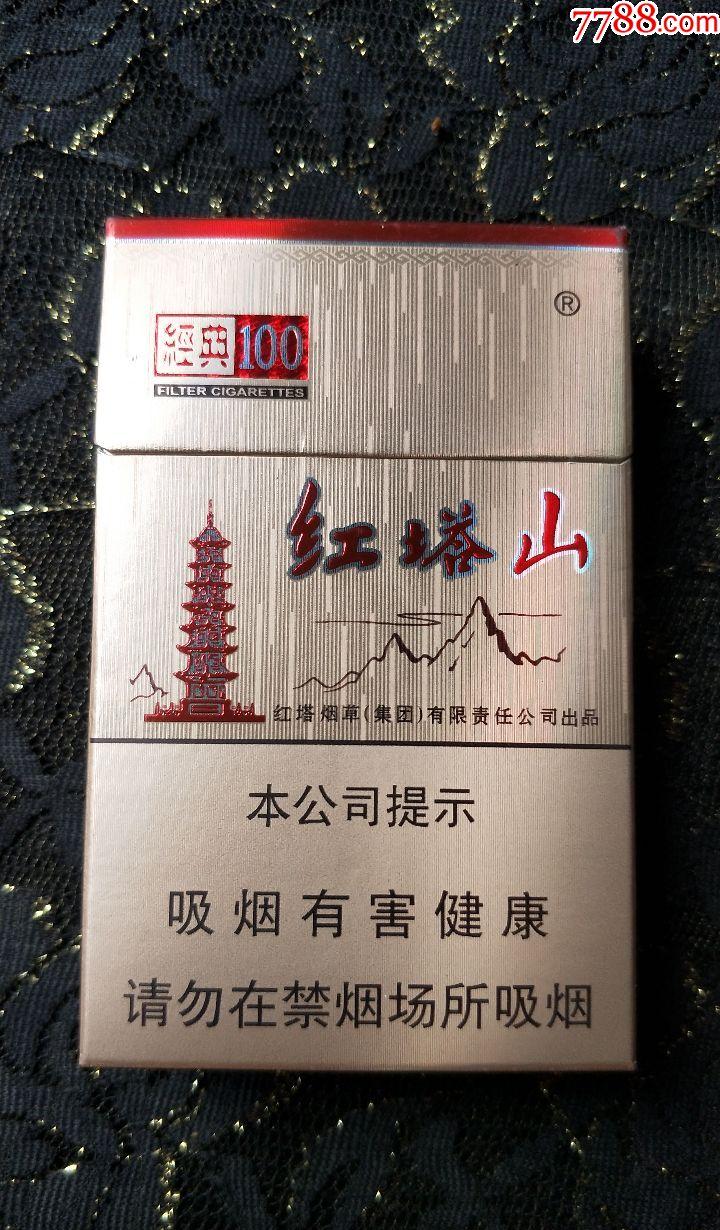 7788.com
®
經典100
FILTER CIGARETTES
红塔山
红塔烟草(集团)有限责任公司出品
本公司提示
吸烟有害健康
请勿在禁烟场所吸烟